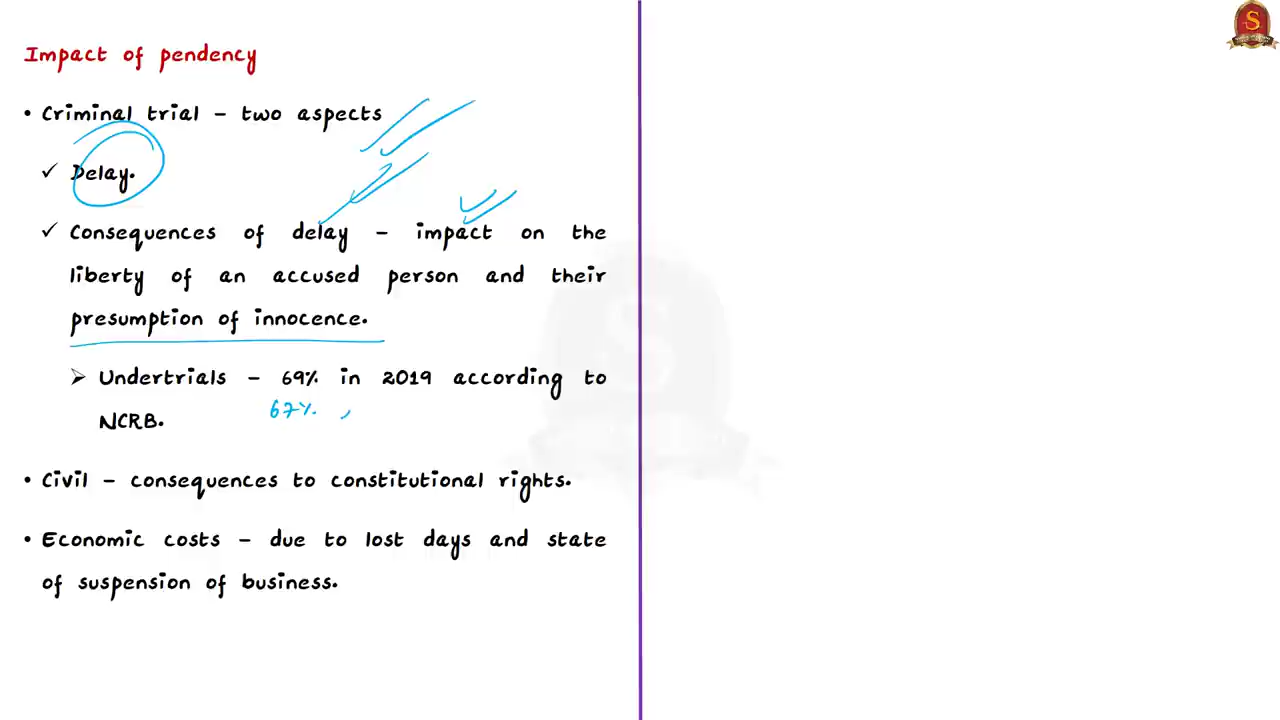 Impact of pendency
• Criminal trial – two aspects
✓ Delay.
✓ Consequences of delay – impact on the
liberty of an accused person and their
presumption of innocence.
➢ Undertrials – 69% in 2019 according to
NCRB.
67%
• Civil – consequences to constitutional rights.
• Economic costs – due to lost days and state
of suspension of business.
S